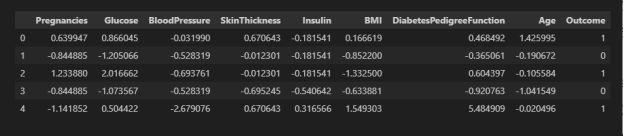 Pregnancies Glucose BloodPressure SkinThickness Insulin BMI DiabetesPedigreeFunction Age Outcome
0 0.639947 0.866045 -0.031990 0.670643 -0.181541 0.166619 0.468492 1.425995 1
1 -0.844885 -1.205066 -0.528319 -0.012301 -0.181541 -0.852200 -0.365061 -0.190672 0
2 1.233880 2.016662 -0.693761 -0.012301 -0.181541 -1.332500 0.604397 -0.105584 1
3 -0.844885 -1.073567 -0.528319 -0.695245 -0.540642 -0.633881 -0.920763 -1.041549 0
4 -1.141852 0.504422 -2.679076 0.670643 0.316566 1.549303 5.484909 -0.020496 1